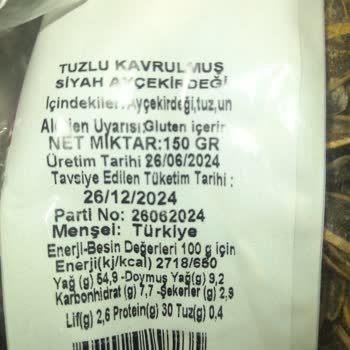 TUZLU KAVRULMUŞ
SİYAH AYÇEKİRDEĞİ
İçindekiler:Ayçekirdeği,tuz,un
Alerjen Uyarısı:Gluten içerir
NET MİKTAR:150 GR
Üretim Tarihi 26/06/2024
Tavsiye Edilen Tüketim Tarihi :
26/12/2024
Parti No: 26062024
Menşei: Türkiye
Enerji-Besin Değerleri 100 g için
Enerji(kj/kcal) 2718/650
Yağ (g) 54,9 -Doymuş Yağ(g) 9,2
Karbonhidrat (g) 7,7 -Şekerler (g) 2,9
Lif(g) 2,6 Protein(g) 30 Tuz(g) 0,4